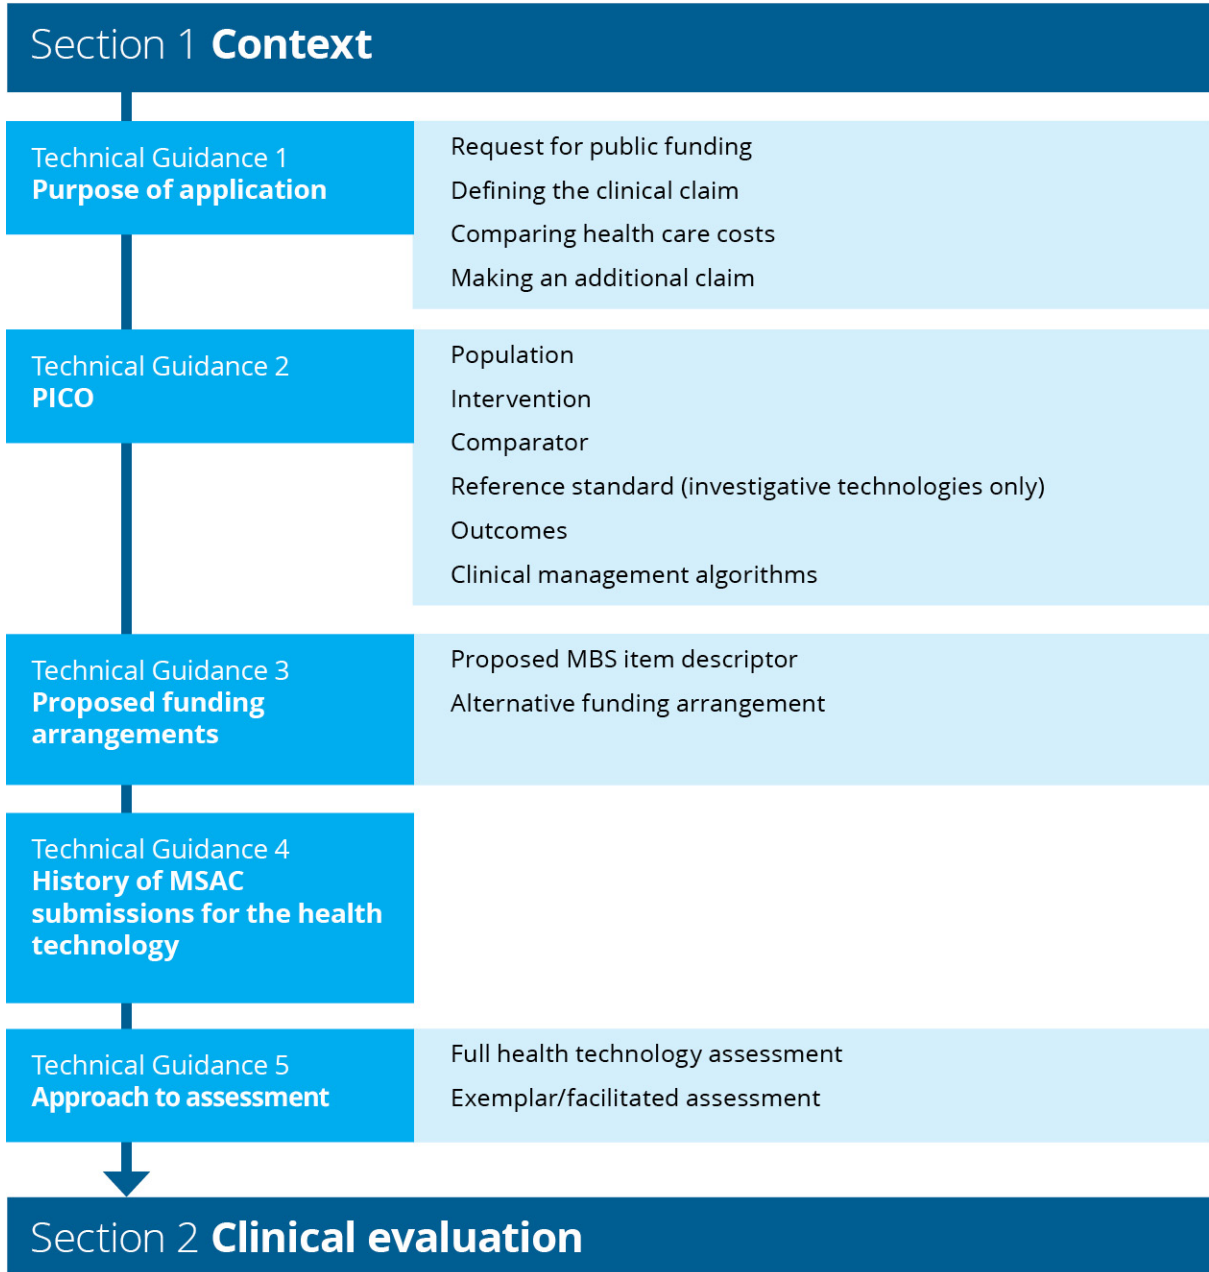 Section 1 Context
Technical Guidance 1
Purpose of application
Request for public funding
Defining the clinical claim
Comparing health care costs
Making an additional claim
Technical Guidance 2
PICO
Population
Intervention
Comparator
Reference standard (investigative technologies only)
Outcomes
Clinical management algorithms
Technical Guidance 3
Proposed funding
arrangements
Proposed MBS item descriptor
Alternative funding arrangement
Technical Guidance 4
History of MSAC
submissions for the health
technology
Technical Guidance 5
Approach to assessment
Full health technology assessment
Exemplar/facilitated assessment
Section 2 Clinical evaluation